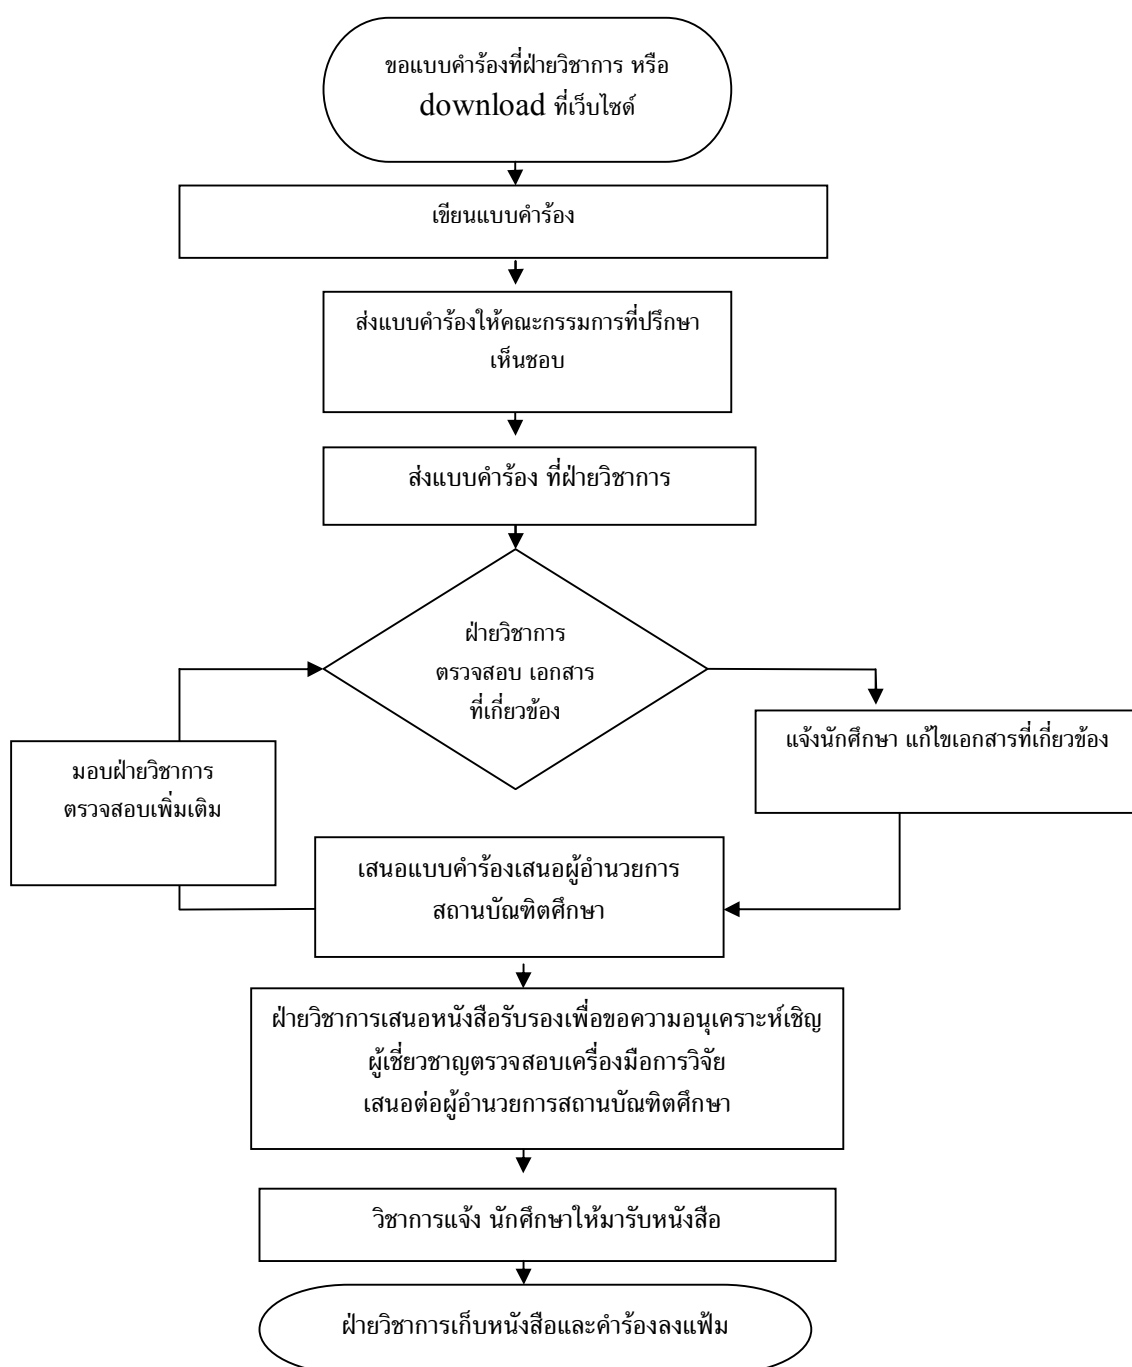 ขอแบบคำร้องที่ฝ่ายวิชาการ หรือ
download ที่เว็บไซด์
เขียนแบบคำร้อง
ส่งแบบคำร้องให้คณะกรรมการที่ปรึกษา
เห็นชอบ
ส่งแบบคำร้อง ที่ฝ่ายวิชาการ
ฝ่ายวิชาการ
ตรวจสอบ เอกสาร
ที่เกี่ยวข้อง
แจ้งนักศึกษา แก้ไขเอกสารที่เกี่ยวข้อง
มอบฝ่ายวิชาการ
ตรวจสอบเพิ่มเติม
เสนอแบบคำร้องเสนอผู้อำนวยการ
สถานบัณฑิตศึกษา
ฝ่ายวิชาการเสนอหนังสือรับรองเพื่อขอความอนุเคราะห์เชิญ
ผู้เชี่ยวชาญตรวจสอบเครื่องมือการวิจัย
เสนอต่อผู้อำนวยการสถานบัณฑิตศึกษา
วิชาการแจ้ง นักศึกษาให้มารับหนังสือ
ฝ่ายวิชาการเก็บหนังสือและคำร้องลงแฟ้ม